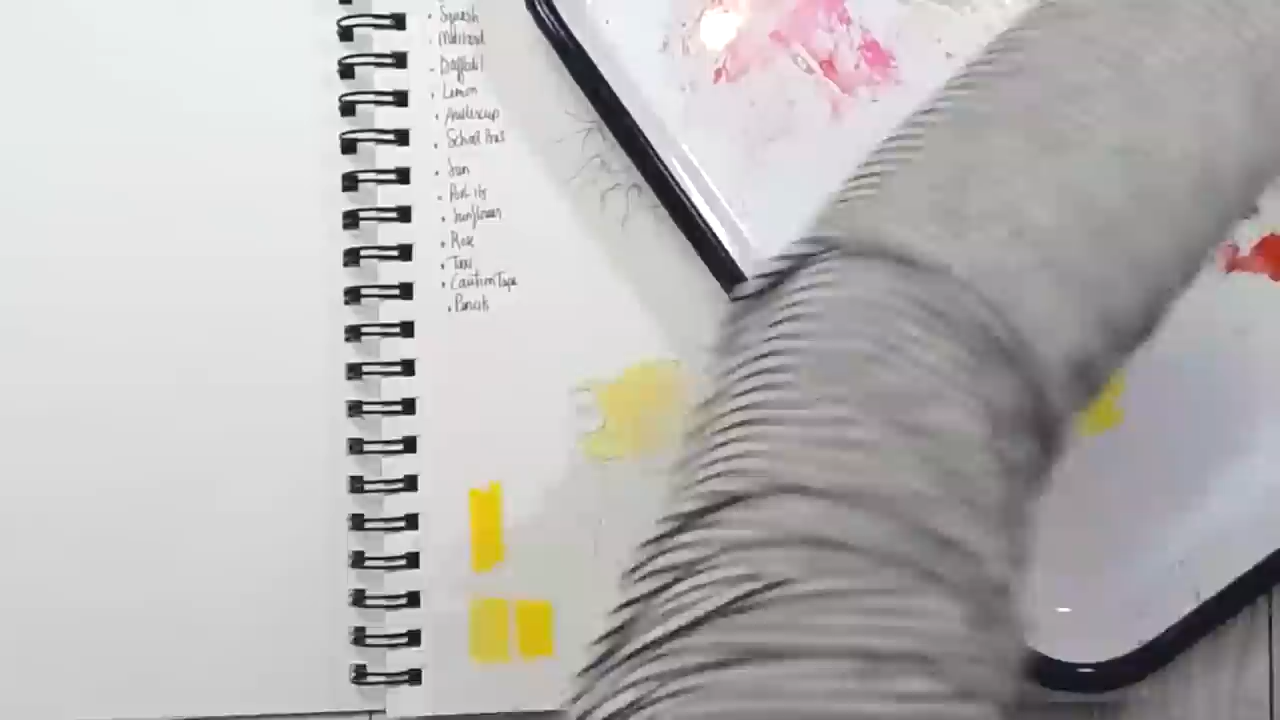 • Squash
• Mustard
- Daffodil
• Lemon
• Buttercup
• School Bus
• Sun
- Post its
• Sunflower
• Rose
• Taxi
• Caution Tape
• Pencils